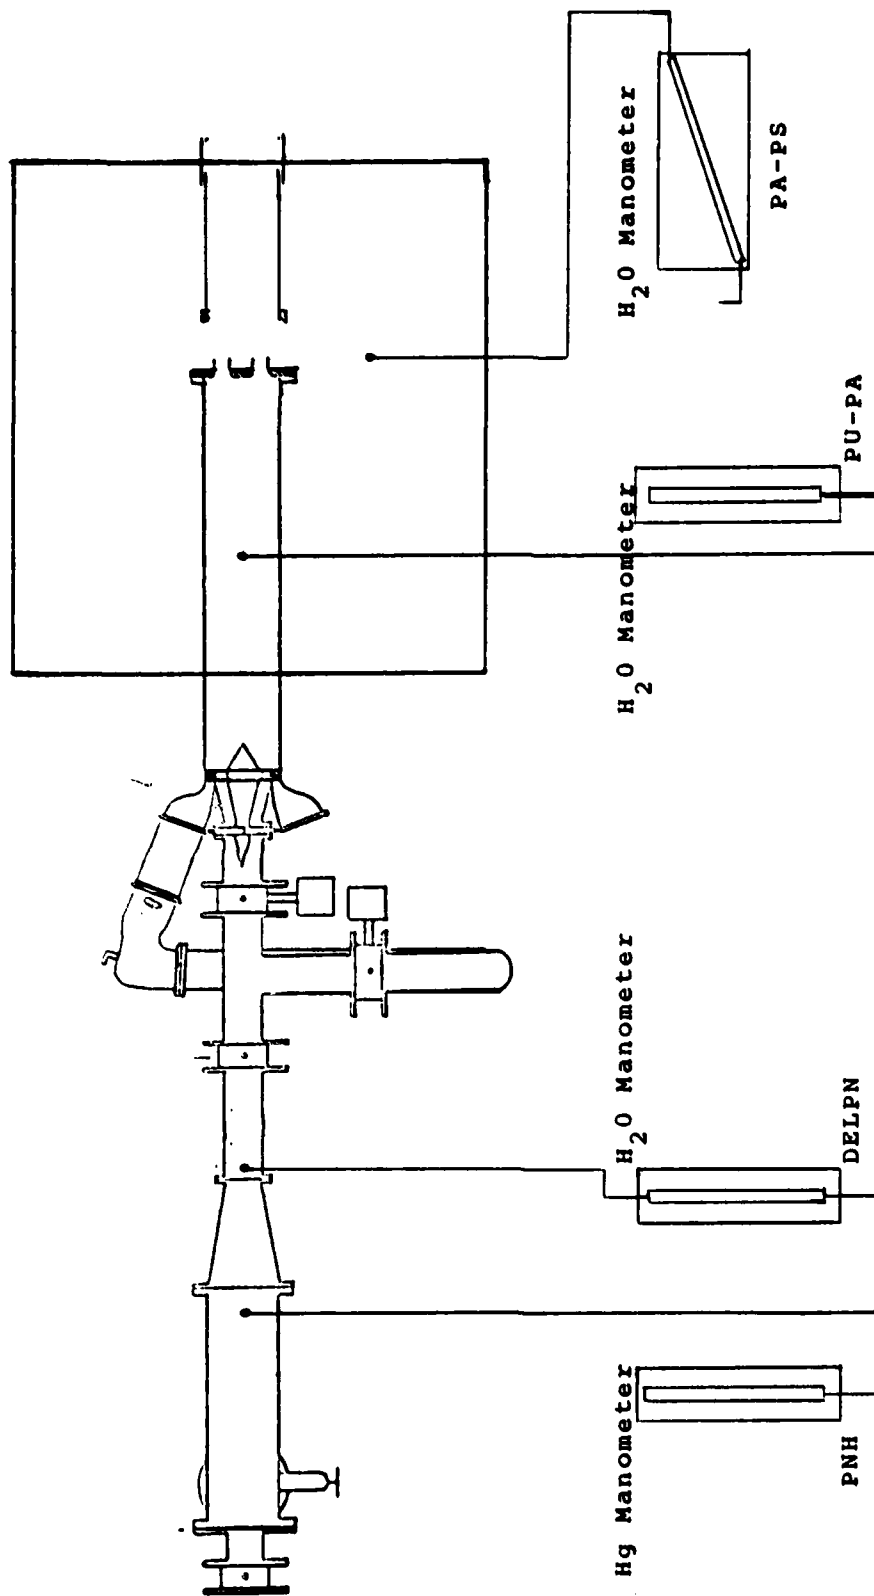 Hg Manometer
PNH
H2O Manometer
DELPN
H2O Manometer
PU-PA
H2O Manometer
PA-PS